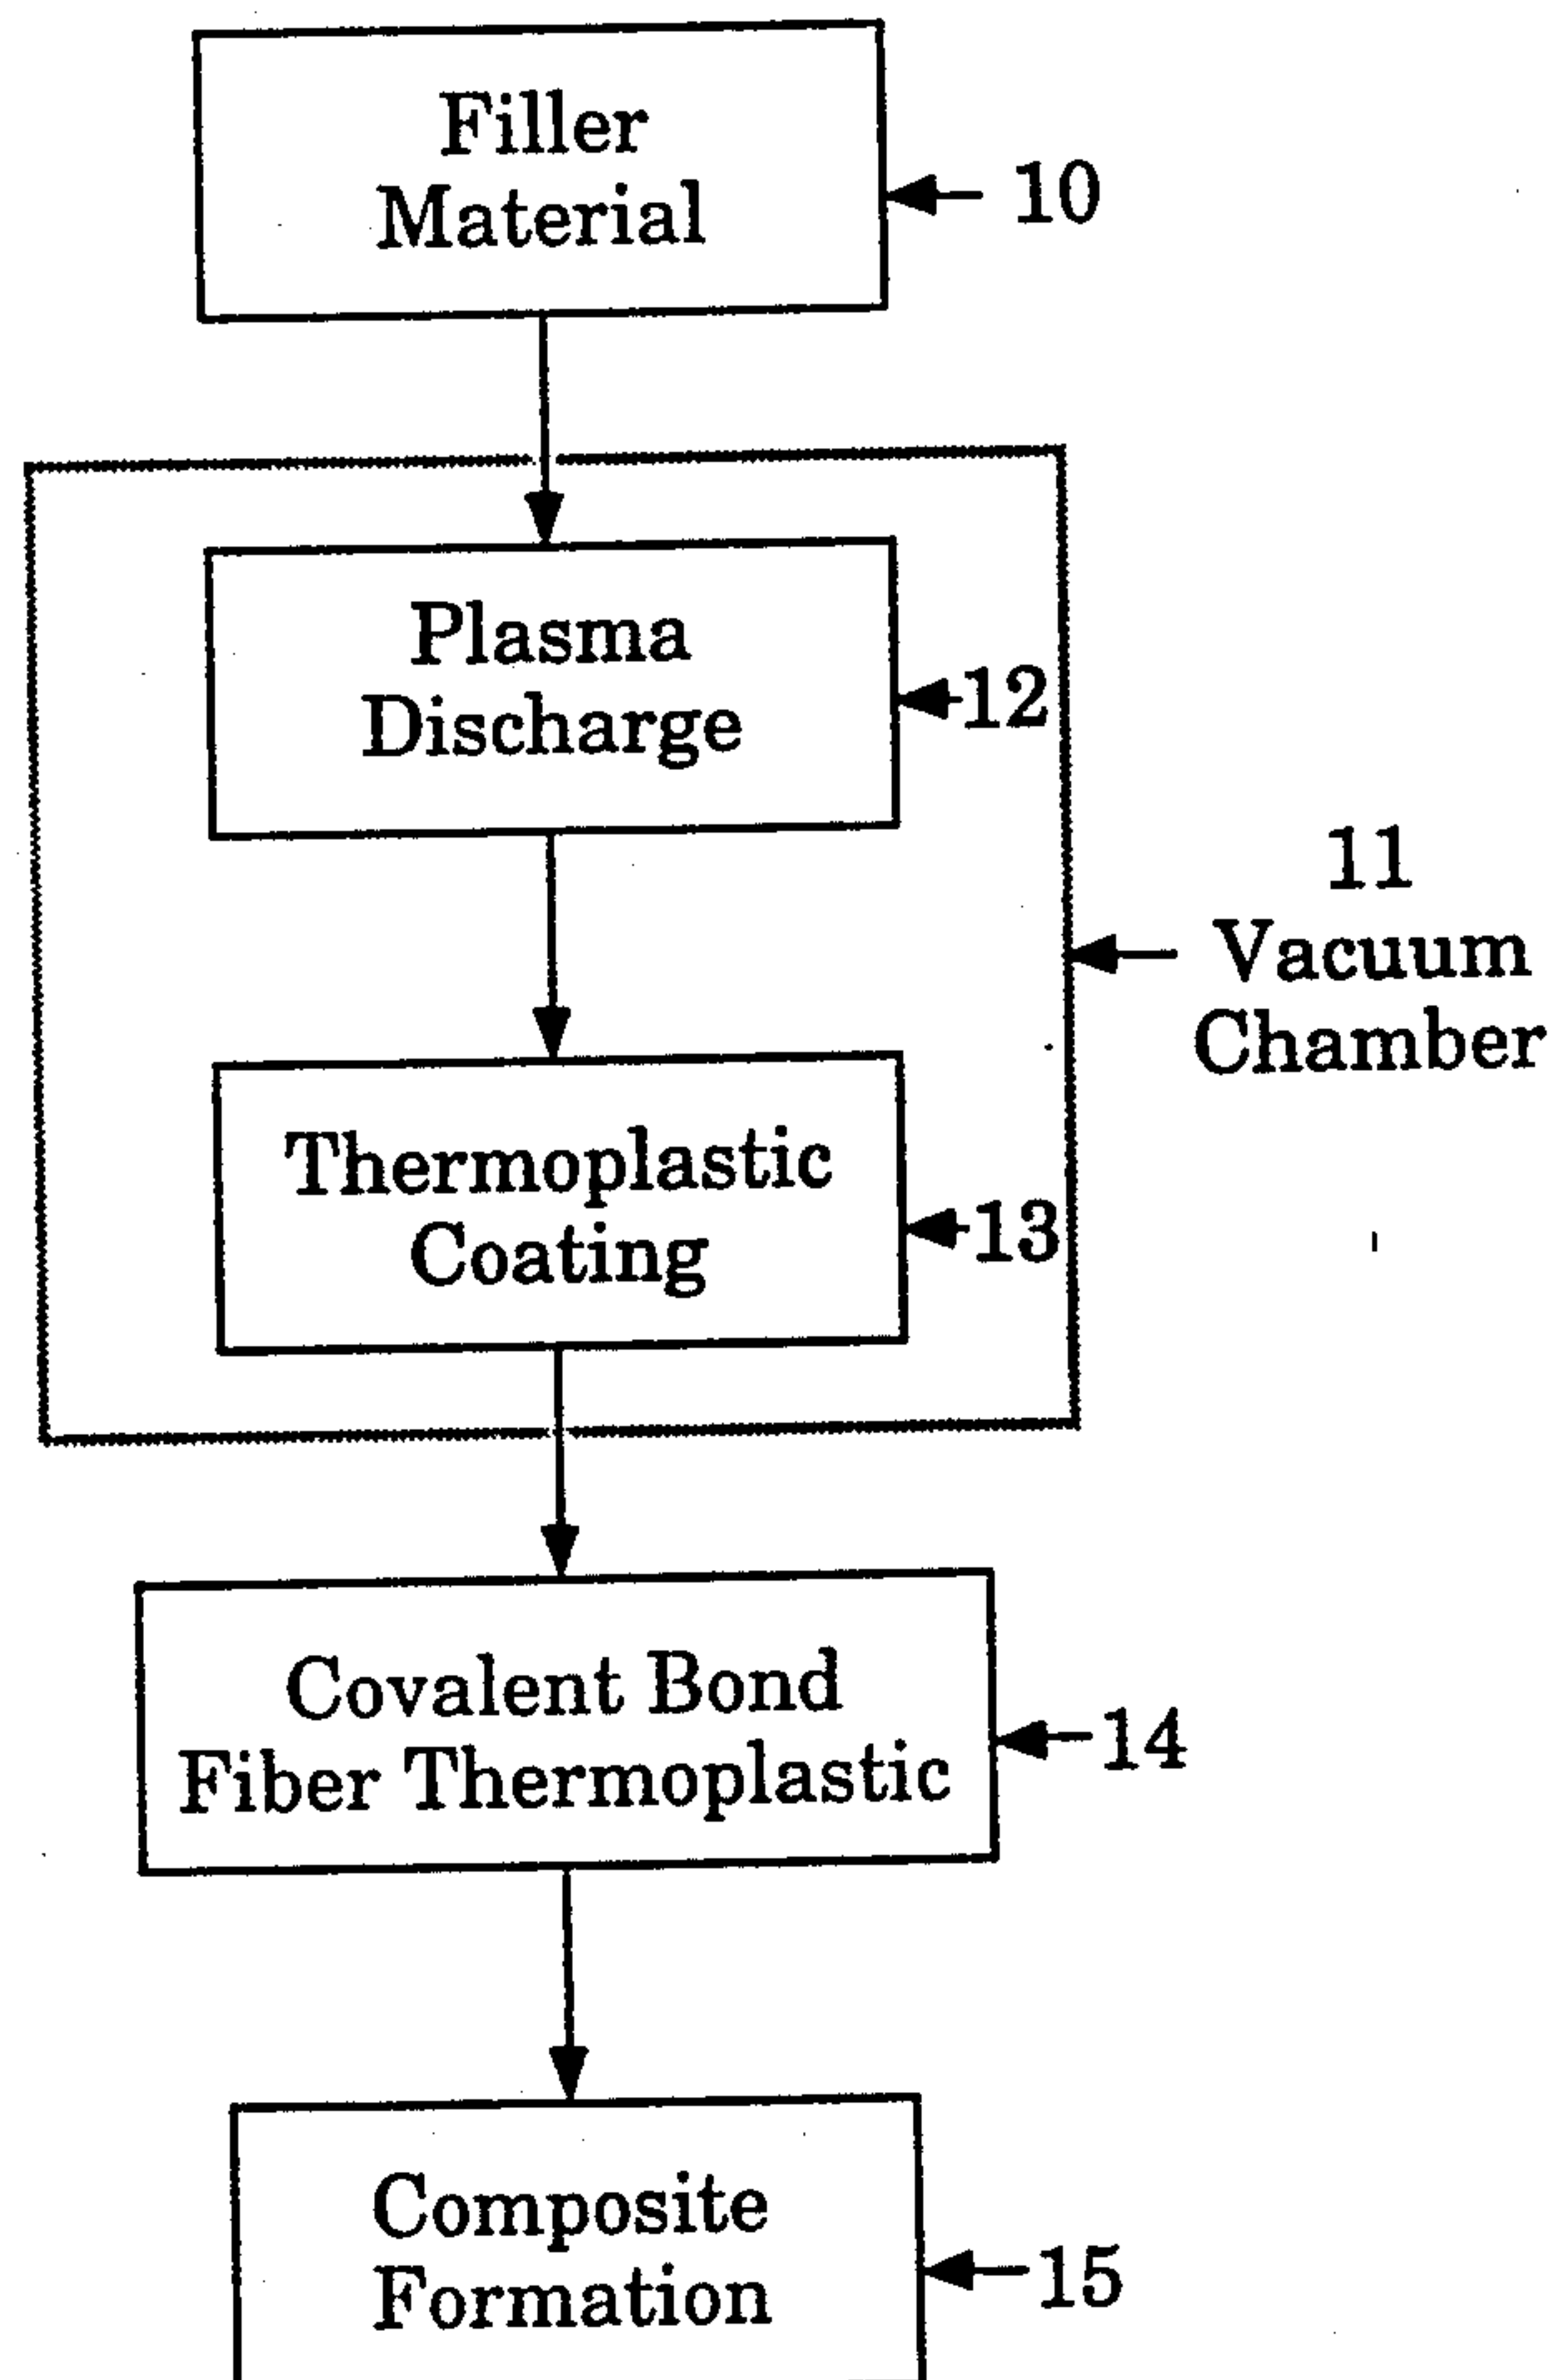 Filler
Material
10
Plasma
Discharge
12
11
Vacuum
Chamber
Thermoplastic
Coating
13
Covalent Bond
Fiber Thermoplastic
14
Composite
Formation
15